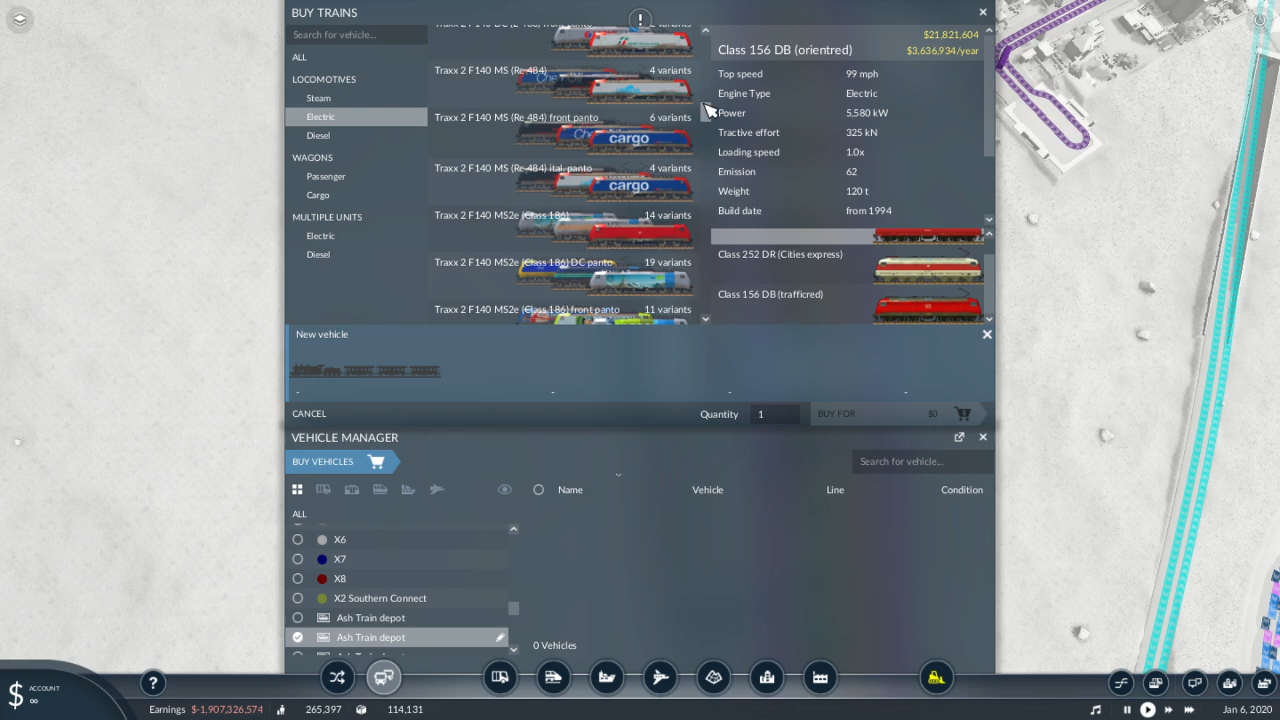 BUY TRAINS
Search for vehicle...
ALL
LOCOMOTIVES
Steam
Electric
Diesel
WAGONS
Passenger
Cargo
MULTIPLE UNITS
Electric
Diesel
2 variants
Traxx 2 F140 MS (Re 484) 4 variants
Traxx 2 F140 MS (Re 484) front panto 6 variants
cargo
Traxx 2 F140 MS (Re 484) ital. panto 4 variants
cargo
Traxx 2 F140 MS2e (Class 186) 14 variants
Traxx 2 F140 MS2e (Class 186) DC panto 19 variants
Traxx 2 F140 MS2e (Class 186) front panto 11 variants
$21,821,604
Class 156 DB (orientred) $3,636,934/year
Top speed 99 mph
Engine Type Electric
Power 5,580 kW
Tractive effort 325 kN
Loading speed 1.0x
Emission 62
Weight 120 t
Build date from 1994
Class 252 DR (Cities express)
Class 156 DB (trafficred)
New vehicle
- - - -
CANCEL Quantity 1 BUY FOR $0
VEHICLE MANAGER
BUY VEHICLES Search for vehicle...
Name Vehicle Line Condition
ALL
X6
X7
X8
X2 Southern Connect
Ash Train depot
Ash Train depot
0 Vehicles
$ ACCOUNT ∞
?
Earnings $-1,907,326,574 265,397 114,131 Jan 6, 2020